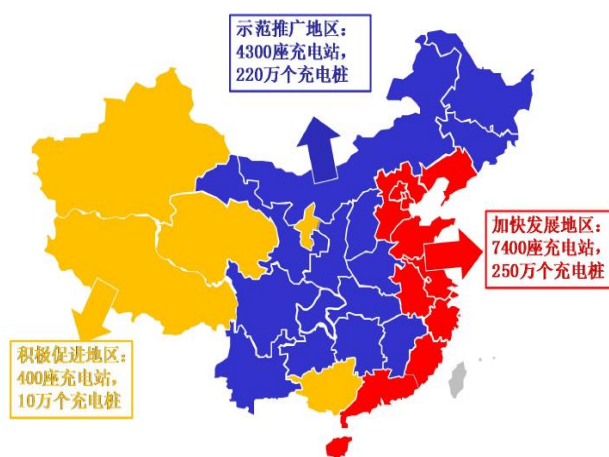 示范推广地区：
4300座充电站，
220万个充电桩
加快发展地区：
7400座充电站，
250万个充电桩
积极促进地区：
400座充电站，
10万个充电桩